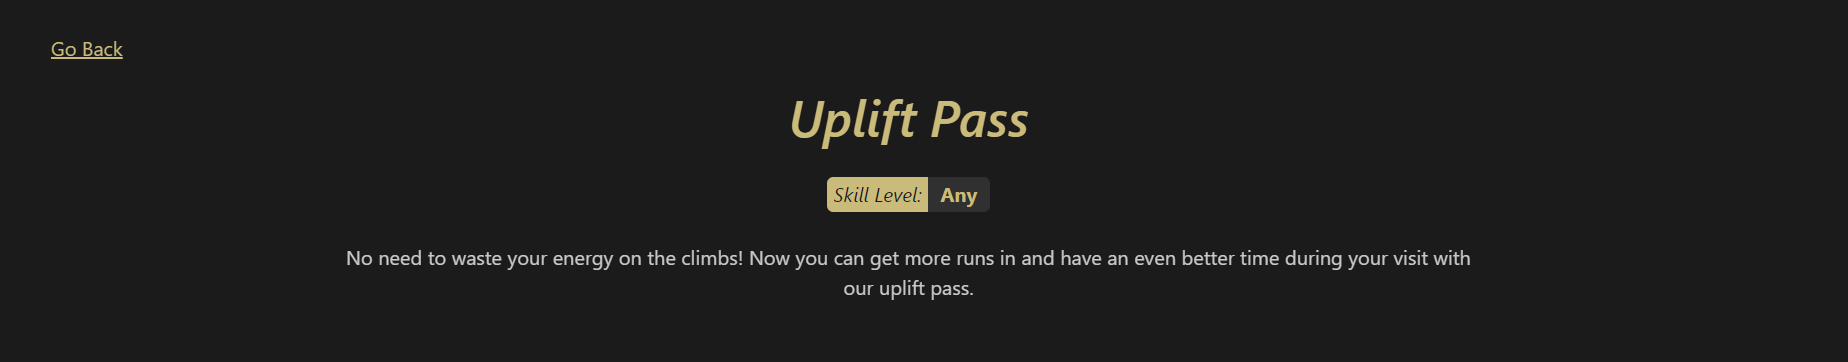 Go Back
Uplift Pass
Skill Level: Any
No need to waste your energy on the climbs! Now you can get more runs in and have an even better time during your visit with
our uplift pass.